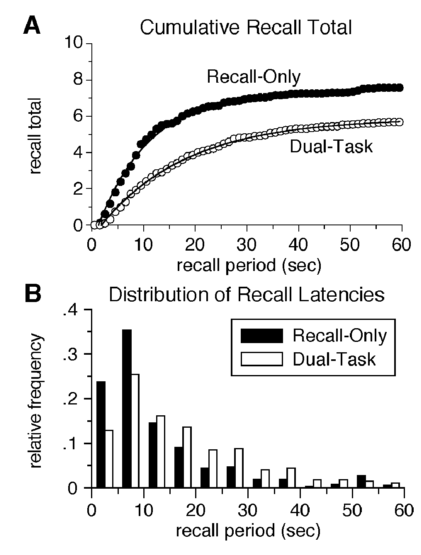 A Cumulative Recall Total
10
8
6
4
2
0
recall total
Recall-Only
Dual-Task
0 10 20 30 40 50 60
recall period (sec)
B Distribution of Recall Latencies
.4
.3
.2
.1
0
relative frequency
Recall-Only
Dual-Task
0 10 20 30 40 50 60
recall period (sec)